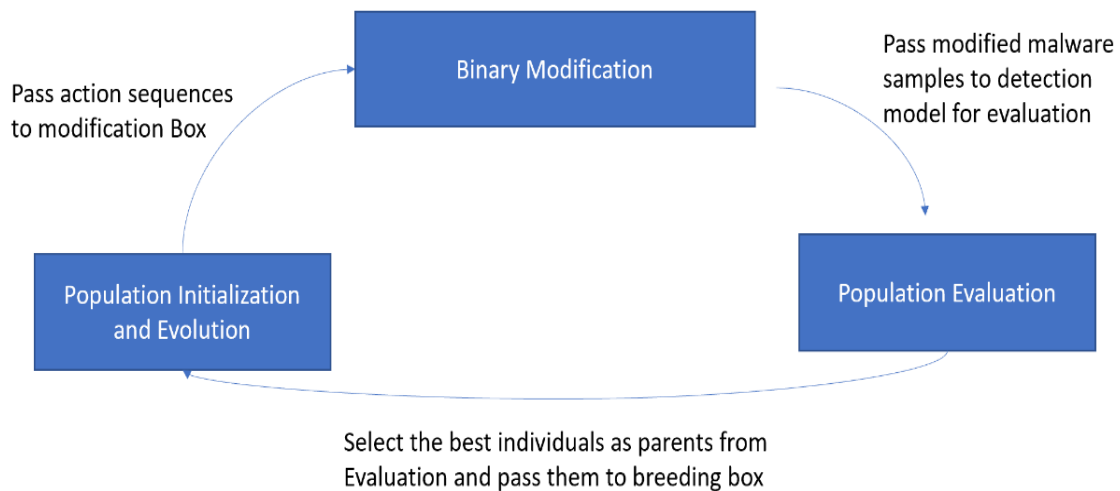 Binary Modification
Pass modified malware
samples to detection
model for evaluation
Pass action sequences
to modification Box
Population Initialization
and Evolution
Population Evaluation
Select the best individuals as parents from
Evaluation and pass them to breeding box